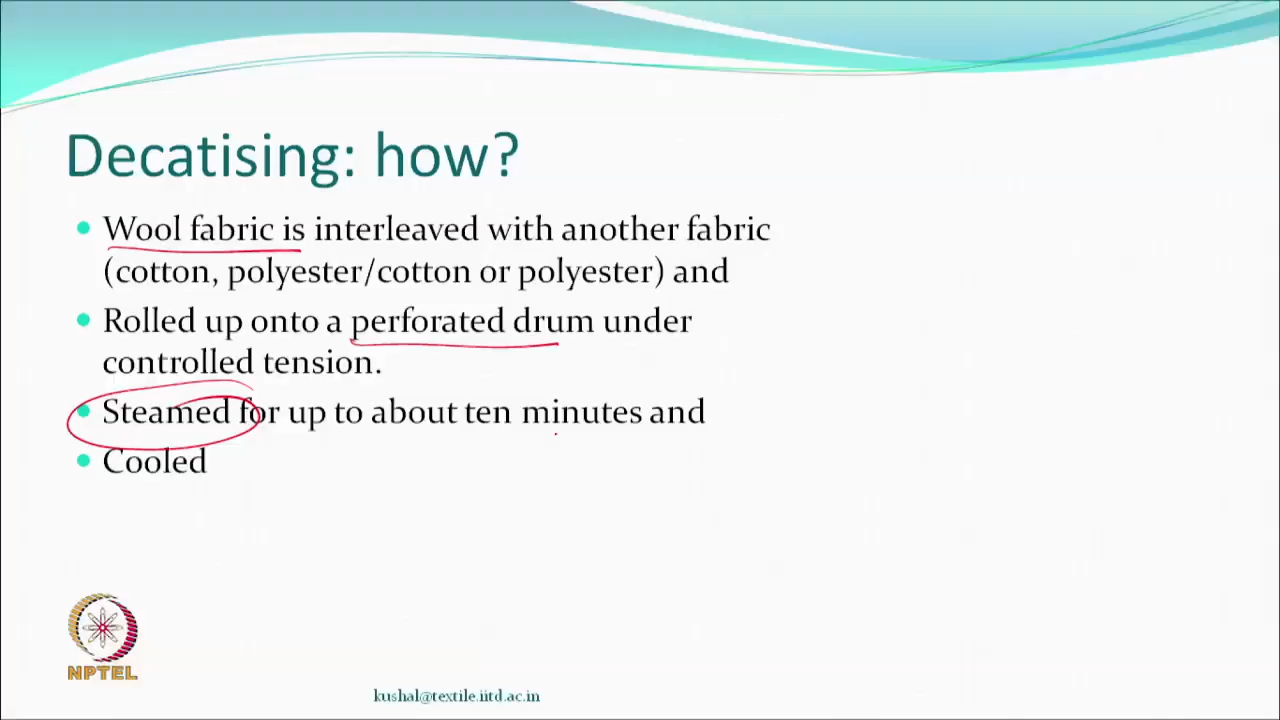 Decatising: how?
Wool fabric is interleaved with another fabric
(cotton, polyester/cotton or polyester) and
Rolled up onto a perforated drum under
controlled tension.
Steamed for up to about ten minutes and
Cooled
NPTEL
kushal@textile.iitd.ac.in